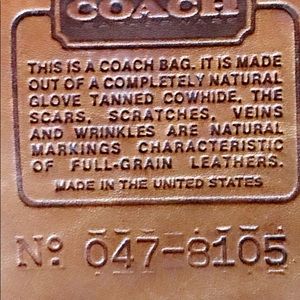 COACH
THIS IS A COACH BAG. IT IS MADE
OUT OF A COMPLETELY NATURAL
GLOVE TANNED COWHIDE, THE
SCARS, SCRATCHES, VEINS
AND WRINKLES ARE NATURAL
MARKINGS CHARACTERISTIC
OF FULL-GRAIN LEATHERS.
MADE IN THE UNITED STATES
Nº 047-8105